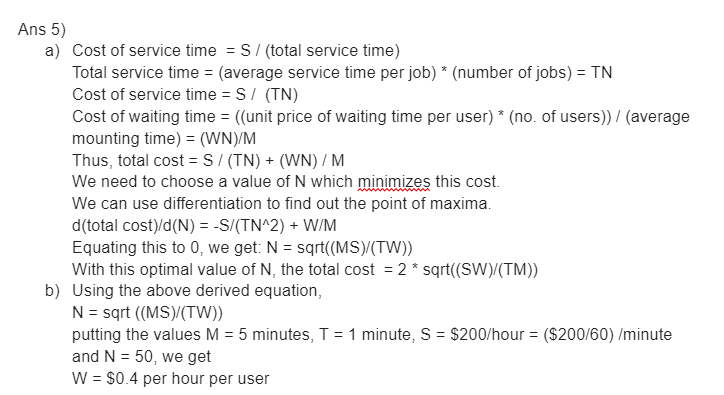 Ans 5)
a) Cost of service time = S / (total service time)
Total service time = (average service time per job) * (number of jobs) = TN
Cost of service time = S / (TN)
Cost of waiting time = ((unit price of waiting time per user) * (no. of users)) / (average
mounting time) = (WN)/M
Thus, total cost = S / (TN) + (WN) / M
We need to choose a value of N which minimizes this cost.
We can use differentiation to find out the point of maxima.
d(total cost)/d(N) = -S/(TN^2) + W/M
Equating this to 0, we get: N = sqrt((MS)/(TW))
With this optimal value of N, the total cost = 2 * sqrt((SW)/(TM))
b) Using the above derived equation,
N = sqrt ((MS)/(TW))
putting the values M = 5 minutes, T = 1 minute, S = $200/hour = ($200/60) /minute
and N = 50, we get
W = $0.4 per hour per user